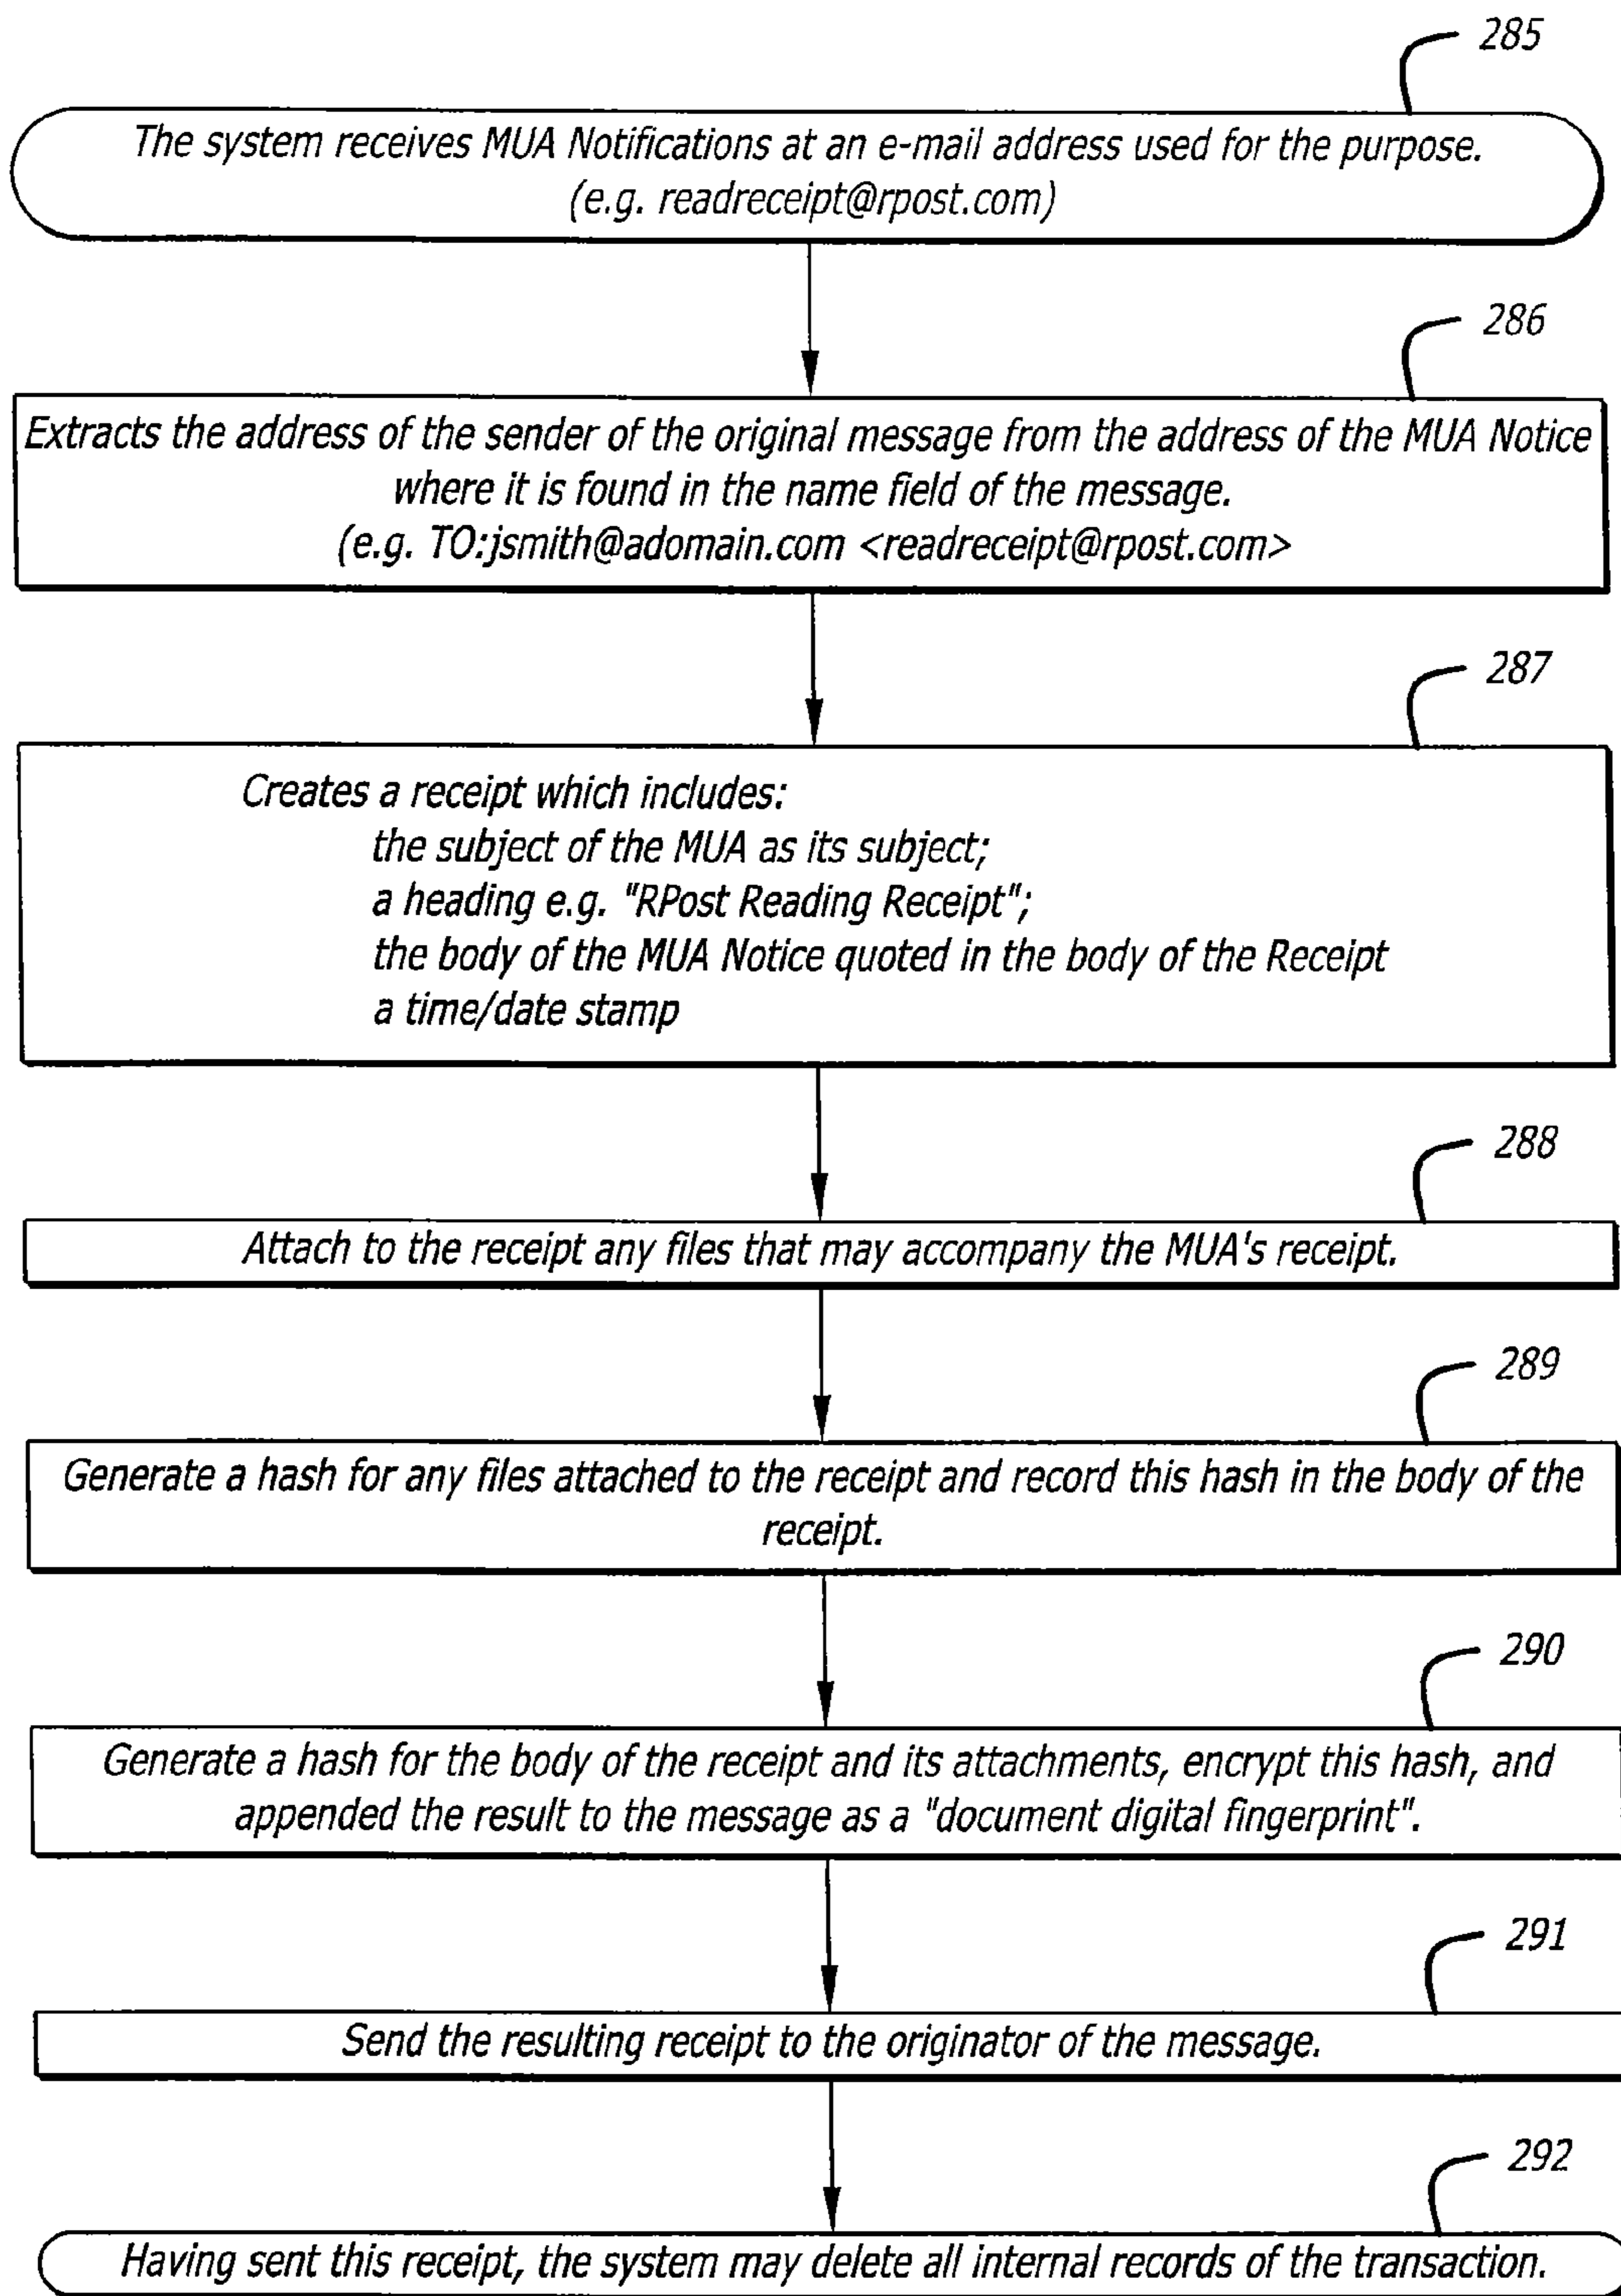 285
The system receives MUA Notifications at an e-mail address used for the purpose.
(e.g. readreceipt@rpost.com)
286
Extracts the address of the sender of the original message from the address of the MUA Notice
where it is found in the name field of the message.
(e.g. TO:jsmith@adomain.com <readreceipt@rpost.com>
287
Creates a receipt which includes:
the subject of the MUA as its subject;
a heading e.g. "RPost Reading Receipt";
the body of the MUA Notice quoted in the body of the Receipt
a time/date stamp
288
Attach to the receipt any files that may accompany the MUA's receipt.
289
Generate a hash for any files attached to the receipt and record this hash in the body of the
receipt.
290
Generate a hash for the body of the receipt and its attachments, encrypt this hash, and
appended the result to the message as a "document digital fingerprint".
291
Send the resulting receipt to the originator of the message.
292
Having sent this receipt, the system may delete all internal records of the transaction.